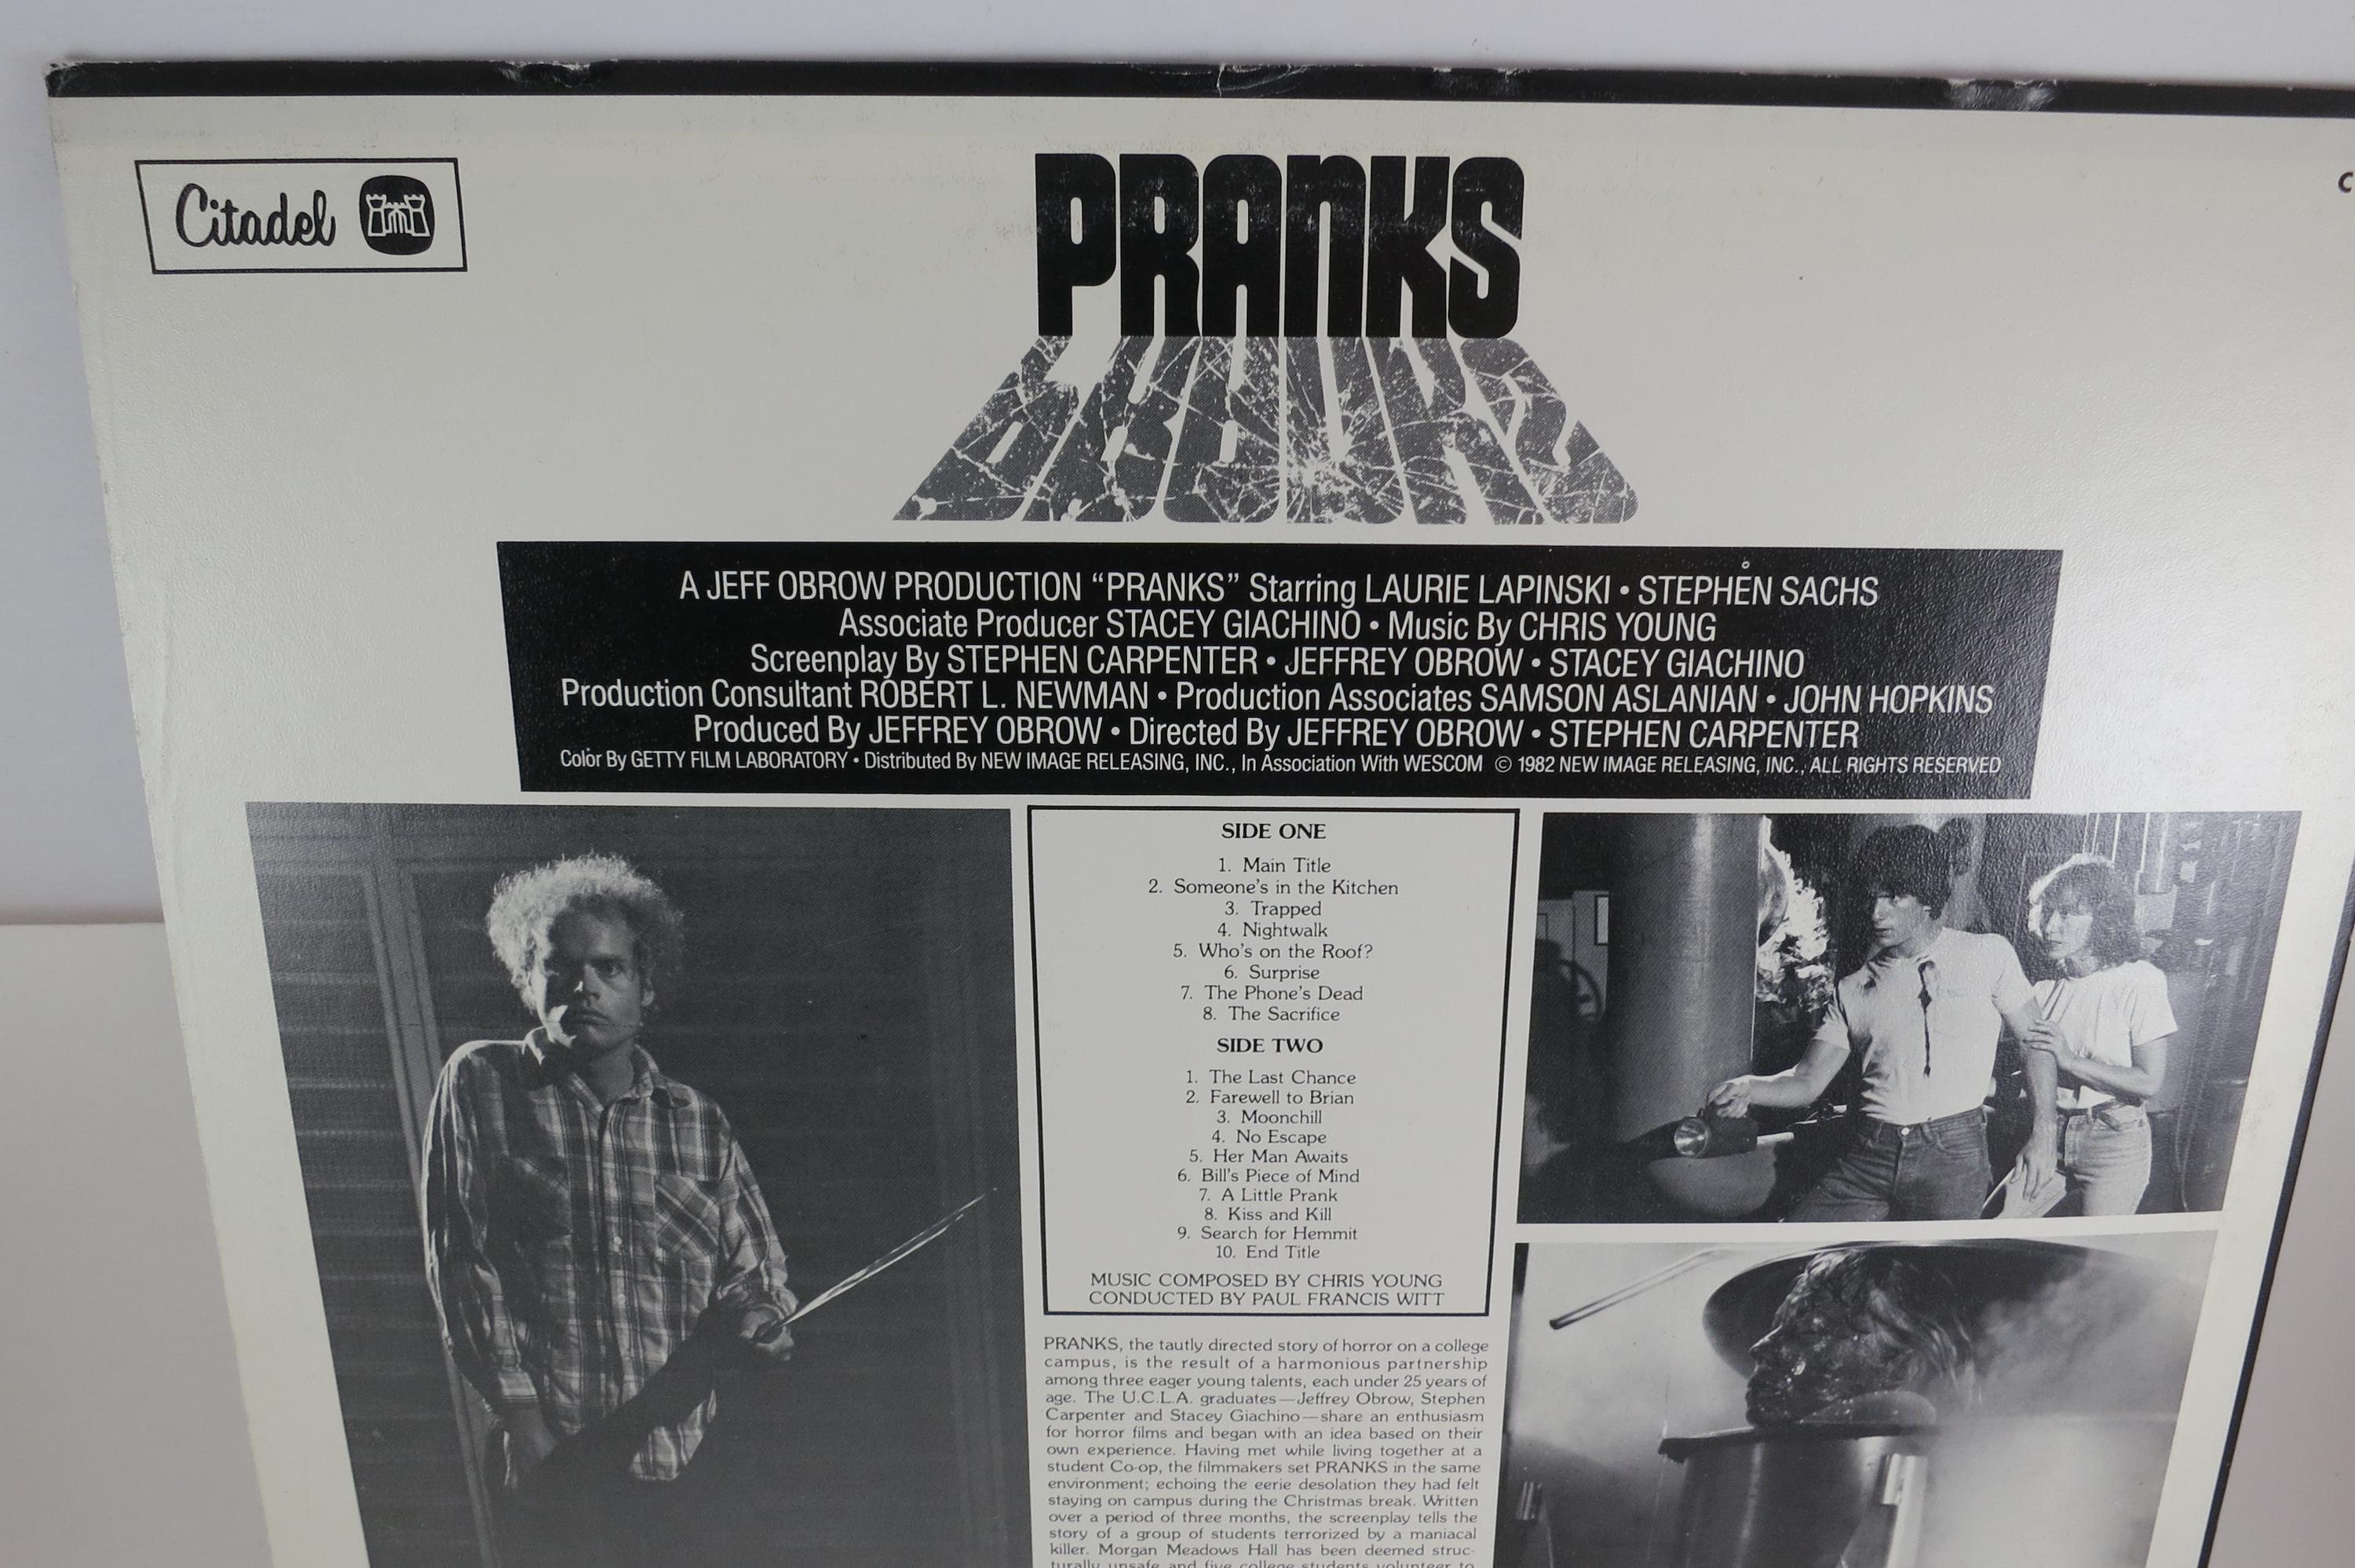 Citadel
C
PRANKS
A JEFF OBROW PRODUCTION “PRANKS” Starring LAURIE LAPINSKI • STEPHEN SACHS
Associate Producer STACEY GIACHINO • Music By CHRIS YOUNG
Screenplay By STEPHEN CARPENTER • JEFFREY OBROW • STACEY GIACHINO
Production Consultant ROBERT L. NEWMAN • Production Associates SAMSON ASLANIAN • JOHN HOPKINS
Produced By JEFFREY OBROW • Directed By JEFFREY OBROW • STEPHEN CARPENTER
Color By GETTY FILM LABORATORY • Distributed By NEW IMAGE RELEASING, INC., In Association With WESCOM © 1982 NEW IMAGE RELEASING, INC., ALL RIGHTS RESERVED
SIDE ONE
1. Main Title
2. Someone's in the Kitchen
3. Trapped
4. Nightwalk
5. Who's on the Roof?
6. Surprise
7. The Phone's Dead
8. The Sacrifice
SIDE TWO
1. The Last Chance
2. Farewell to Brian
3. Moonchill
4. No Escape
5. Her Man Awaits
6. Bill's Piece of Mind
7. A Little Prank
8. Kiss and Kill
9. Search for Hemmit
10. End Title
MUSIC COMPOSED BY CHRIS YOUNG
CONDUCTED BY PAUL FRANCIS WITT
PRANKS, the tautly directed story of horror on a college
campus, is the result of a harmonious partnership
among three eager young talents, each under 25 years of
age. The U.C.L.A. graduates—Jeffrey Obrow, Stephen
Carpenter and Stacey Giachino—share an enthusiasm
for horror films and began with an idea based on their
own experience. Having met while living together at a
student Co-op, the filmmakers set PRANKS in the same
environment; echoing the eerie desolation they had felt
staying on campus during the Christmas break. Written
over a period of three months, the screenplay tells the
story of a group of students terrorized by a maniacal
killer. Morgan Meadows Hall has been deemed struc-
turally unsafe and five college students volunteer to